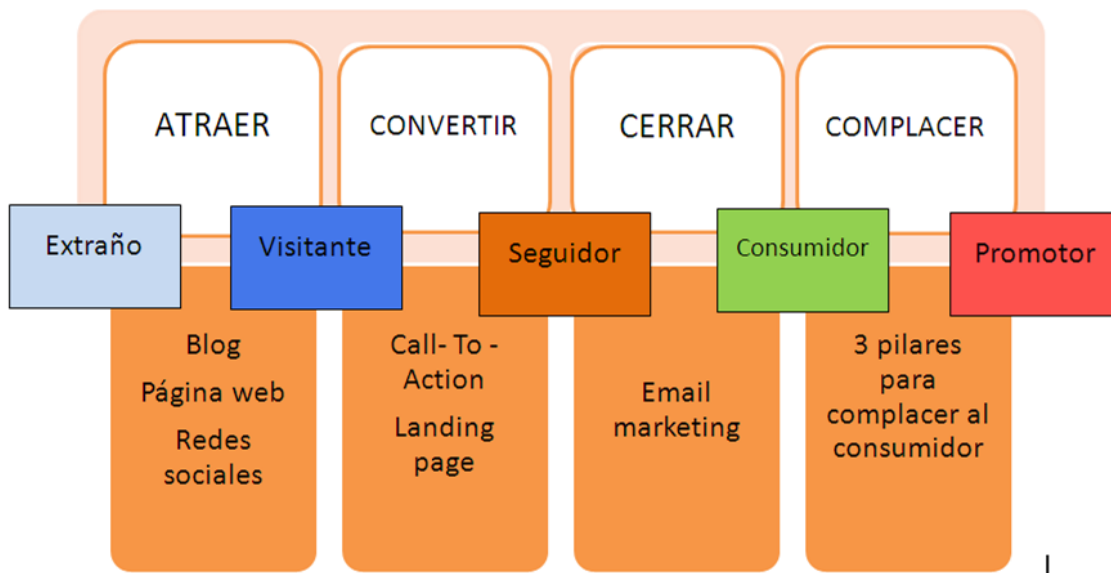 ATRAER
CONVERTIR
CERRAR
COMPLACER
Extraño
Visitante
Seguidor
Consumidor
Promotor
Blog
Página web
Redes
sociales
Call- To -
Action
Landing
page
Email
marketing
3 pilares
para
complacer al
consumidor